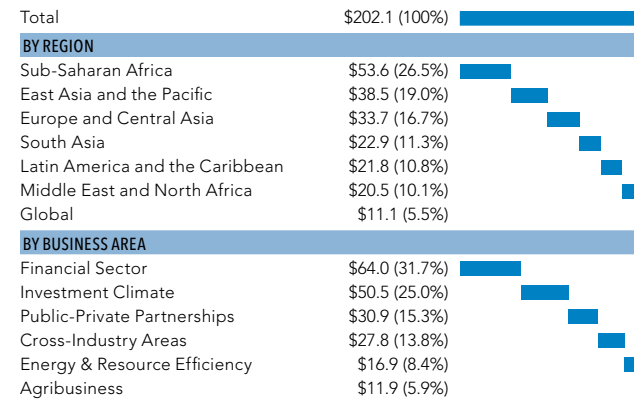 Total $202.1 (100%)
BY REGION
Sub-Saharan Africa $53.6 (26.5%)
East Asia and the Pacific $38.5 (19.0%)
Europe and Central Asia $33.7 (16.7%)
South Asia $22.9 (11.3%)
Latin America and the Caribbean $21.8 (10.8%)
Middle East and North Africa $20.5 (10.1%)
Global $11.1 (5.5%)
BY BUSINESS AREA
Financial Sector $64.0 (31.7%)
Investment Climate $50.5 (25.0%)
Public-Private Partnerships $30.9 (15.3%)
Cross-Industry Areas $27.8 (13.8%)
Energy & Resource Efficiency $16.9 (8.4%)
Agribusiness $11.9 (5.9%)